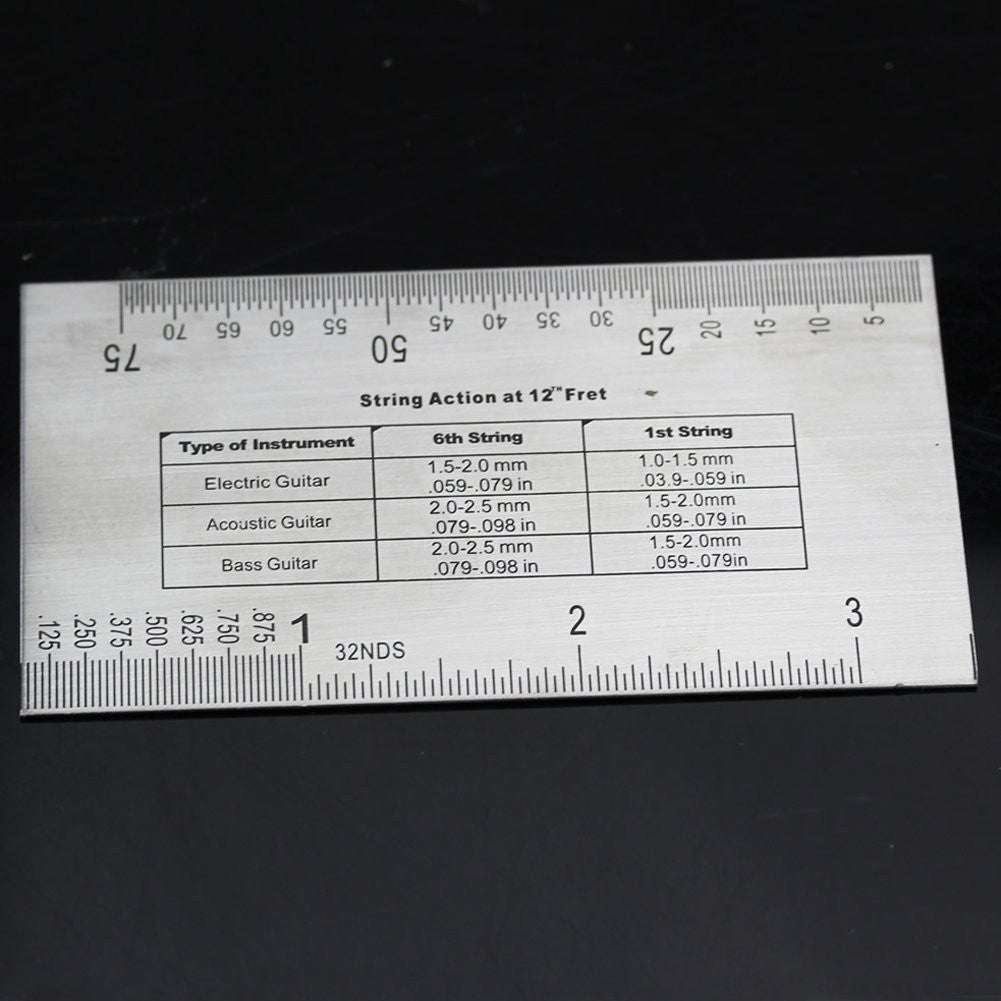 70 65 60 55 45 40 35 30 20 15 10 5
75 50 25
String Action at 12TH Fret
Type of Instrument 6th String 1st String
Electric Guitar 1.5-2.0 mm 1.0-1.5 mm
.059-.079 in .03.9-.059 in
Acoustic Guitar 2.0-2.5 mm 1.5-2.0mm
.079-.098 in .059-.079 in
Bass Guitar 2.0-2.5 mm 1.5-2.0mm
.079-.098 in .059-.079in
.125 .250 .375 .500 .625 .750 .875 1 2 3
32NDS